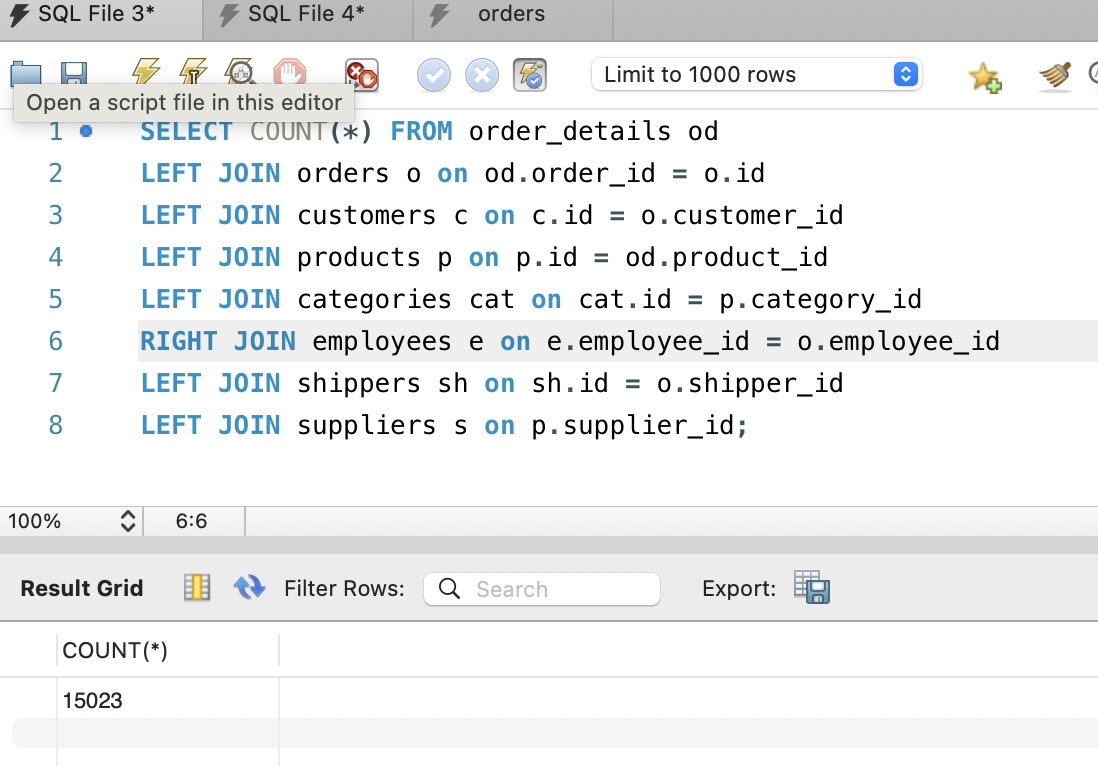 SQL File 3* SQL File 4* orders
Limit to 1000 rows
Open a script file in this editor
1 SELECT COUNT(*) FROM order_details od
2 LEFT JOIN orders o on od.order_id = o.id
3 LEFT JOIN customers c on c.id = o.customer_id
4 LEFT JOIN products p on p.id = od.product_id
5 LEFT JOIN categories cat on cat.id = p.category_id
6 RIGHT JOIN employees e on e.employee_id = o.employee_id
7 LEFT JOIN shippers sh on sh.id = o.shipper_id
8 LEFT JOIN suppliers s on p.supplier_id;
100% 6:6
Result Grid Filter Rows: Search Export:
COUNT(*)
15023